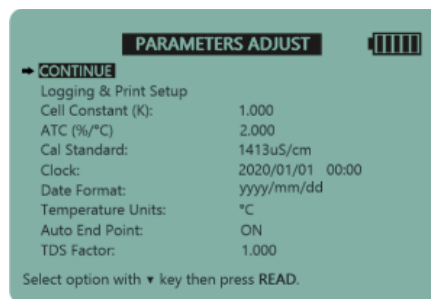 PARAMETERS ADJUST
➡ CONTINUE
Logging & Print Setup
Cell Constant (K): 1.000
ATC (%/°C) 2.000
Cal Standard: 1413uS/cm
Clock: 2020/01/01 00:00
Date Format: yyyy/mm/dd
Temperature Units: °C
Auto End Point: ON
TDS Factor: 1.000
Select option with ▼ key then press READ.